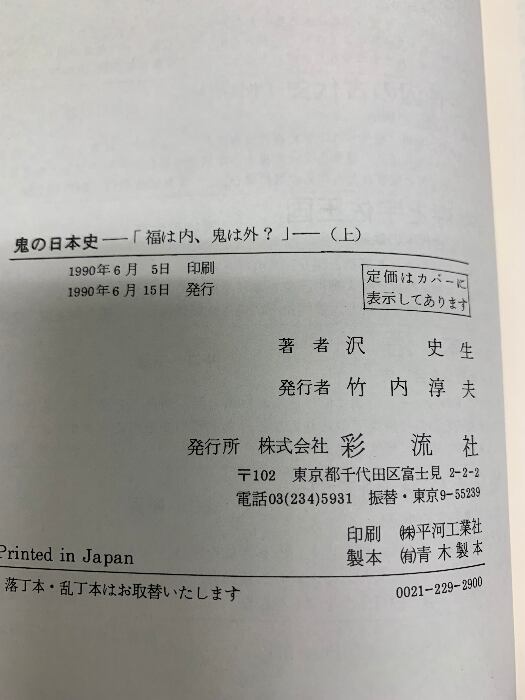 鬼の日本史──「福は内、鬼は外？」──（上）
1990年6月 5日 印刷
1990年6月 15日 発行
定価はカバーに
表示してあります
著者 沢 史生
発行者 竹内淳夫
発行所 株式会社 彩流社
〒102 東京都千代田区富士見 2-2-2
電話03(234)5931 振替・東京9-55239
印刷 ㈱平河工業社
製本 ㈲青木製本
Printed in Japan
落丁本・乱丁本はお取替いたします
0021-229-2900